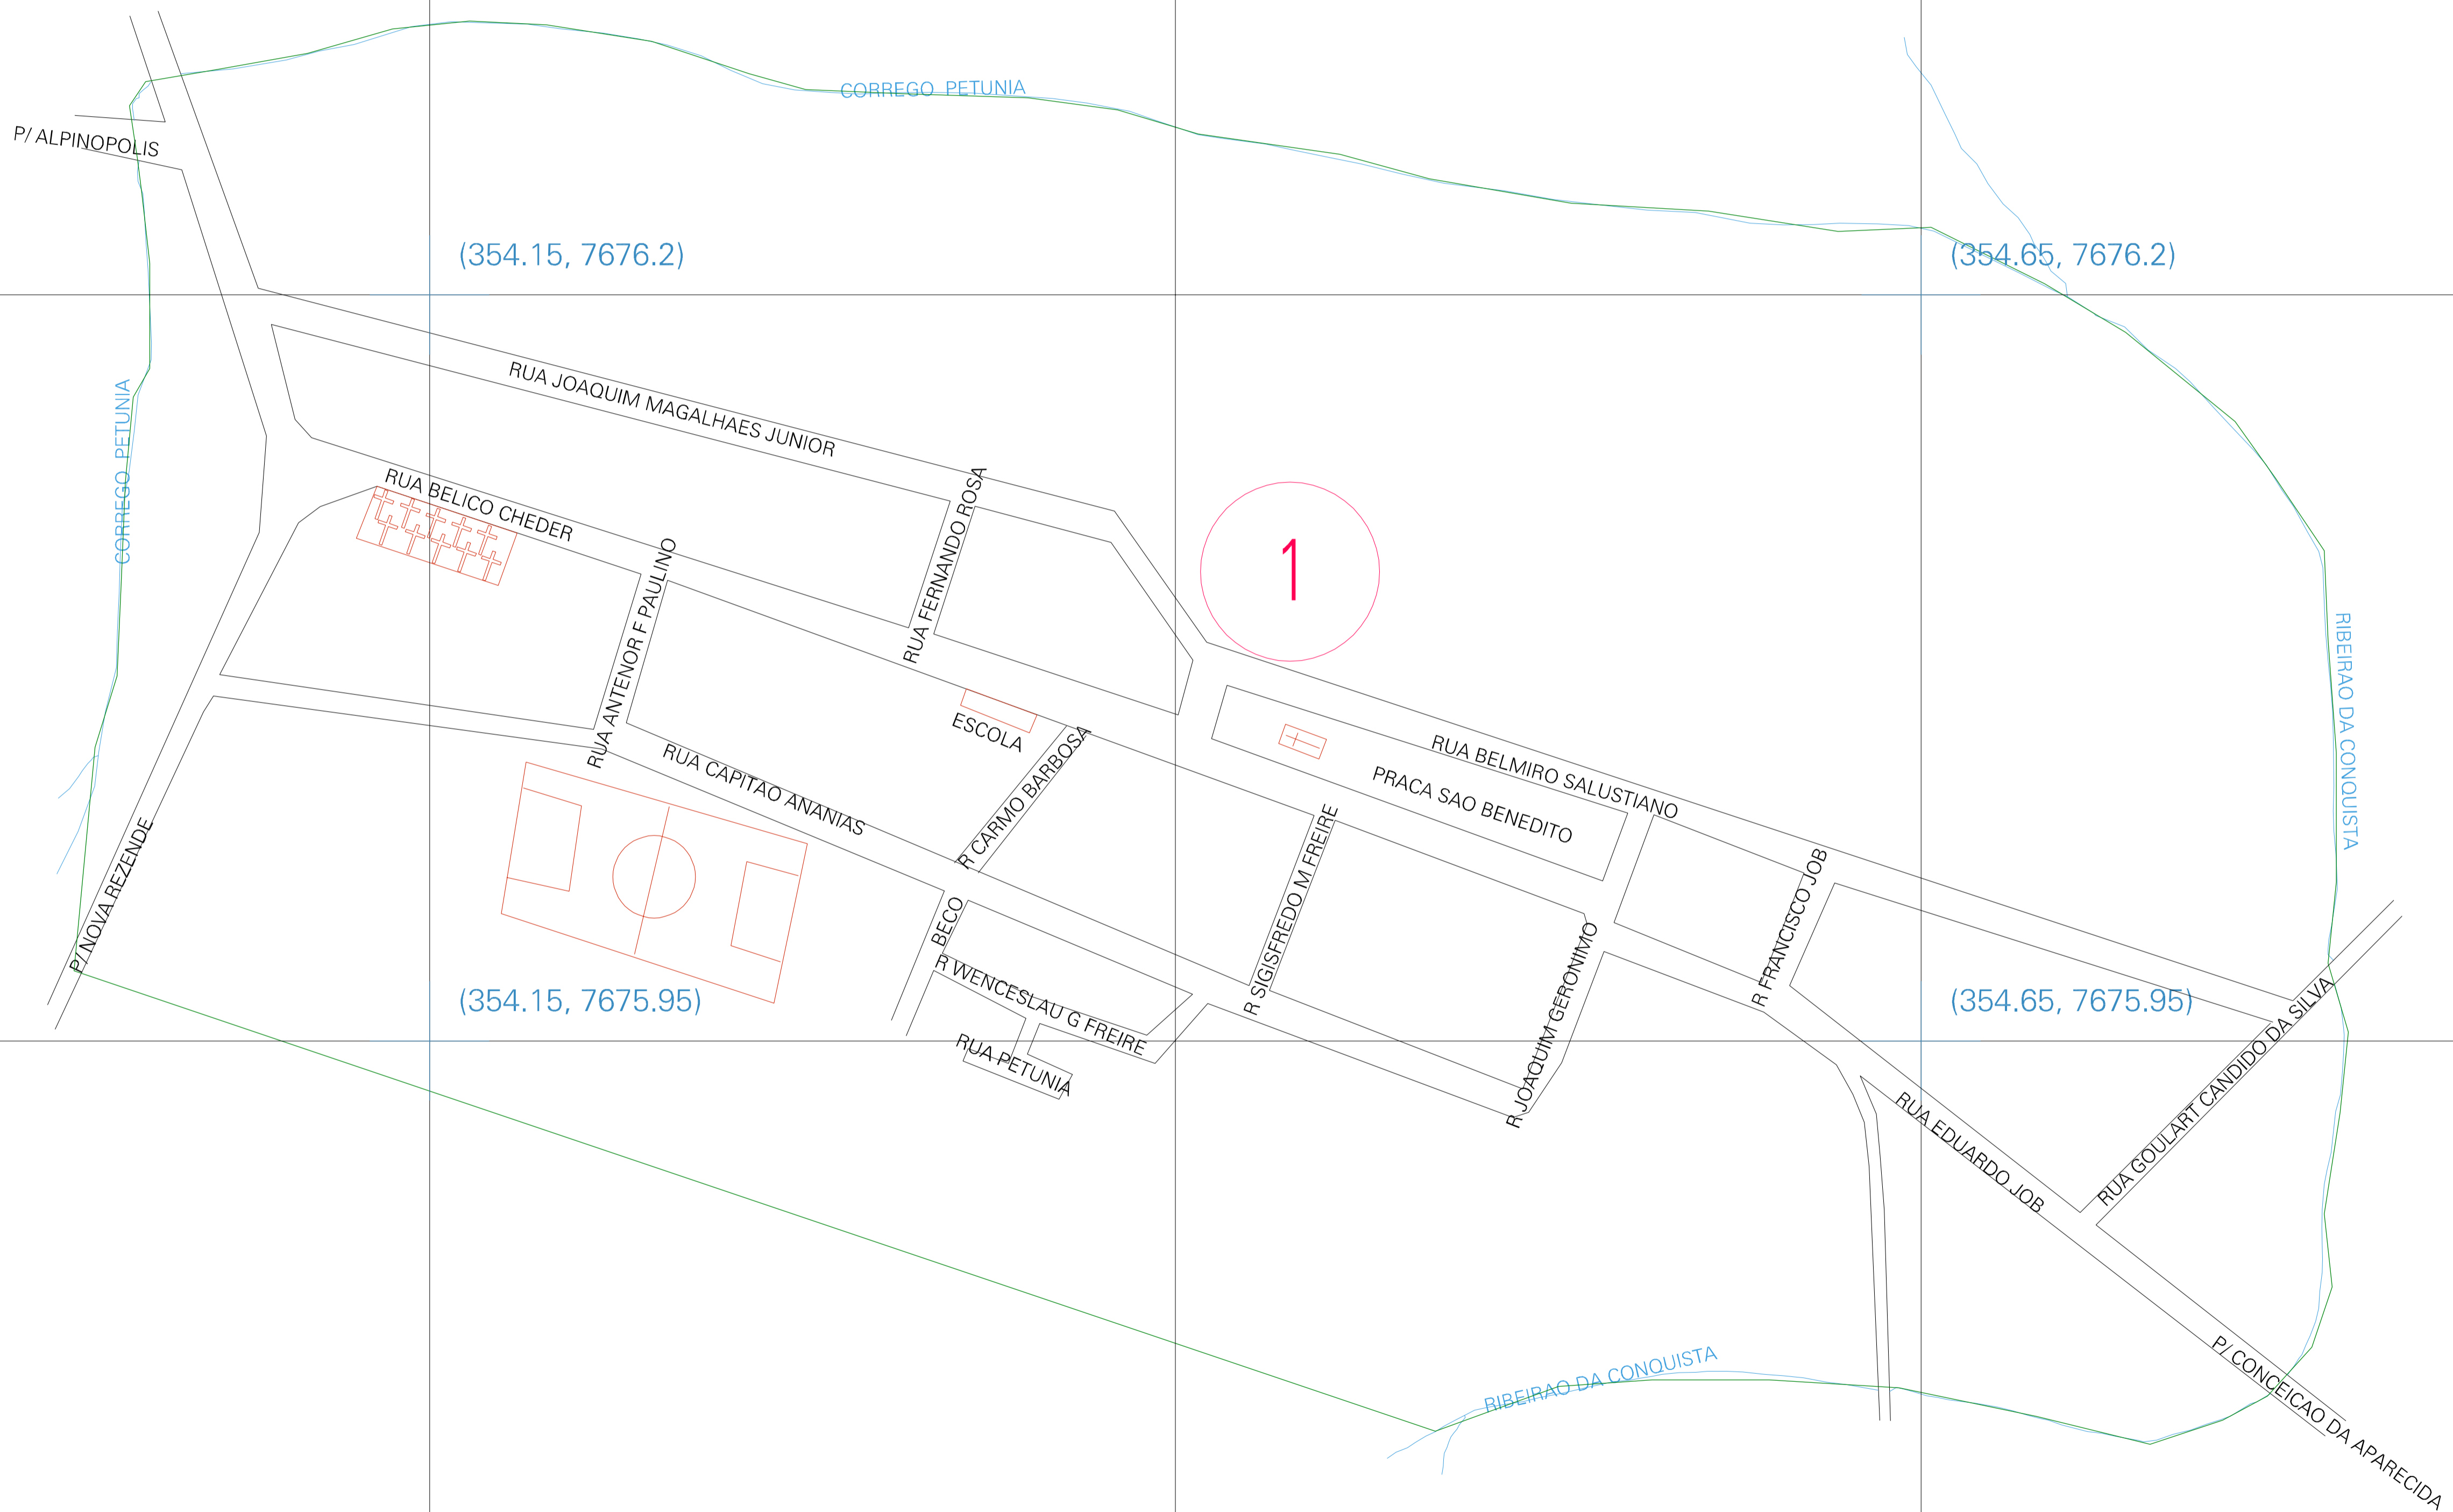 CORREGO PETUNIA
P/ ALPINOPOLIS
(354.15, 7676.2)
(354.65, 7676.2)
RUA JOAQUIM MAGALHAES JUNIOR
CORREGO PETUNIA
RUA BELICO CHEDER
RUA FERNANDO ROSA
1
RUA ANTENOR F PAULINO
RIBEIRAO DA CONQUISTA
ESCOLA
RUA CAPITAO ANANIAS
R CARMO BARBOSA
RUA BELMIRO SALUSTIANO
PRACA SAO BENEDITO
P/ NOVA REZENDE
BECO
R SIGISFREDO M FREIRE
R FRANCISCO JOB
R JOAQUIM GERONIMO
R WENCESLAU G FREIRE
(354.15, 7675.95)
(354.65, 7675.95)
RUA PETUNIA
RUA GOULART CANDIDO DA SILVA
RUA EDUARDO JOB
RIBEIRAO DA CONQUISTA
P/ CONCEICAO DA APARECIDA